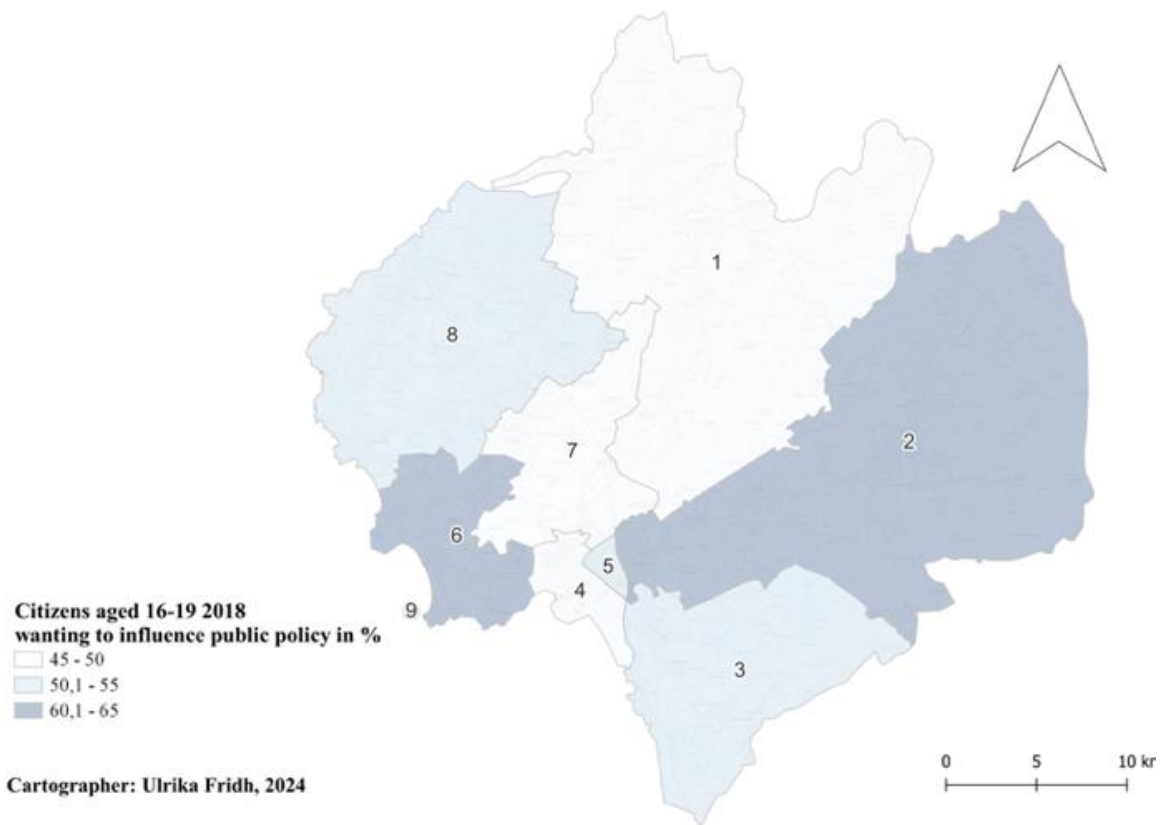 1
8
2
7
6
5
4
9
3
Citizens aged 16-19 2018
wanting to influence public policy in %
45 - 50
50,1 - 55
60,1 - 65
0 5 10 kr
Cartographer: Ulrika Fridh, 2024